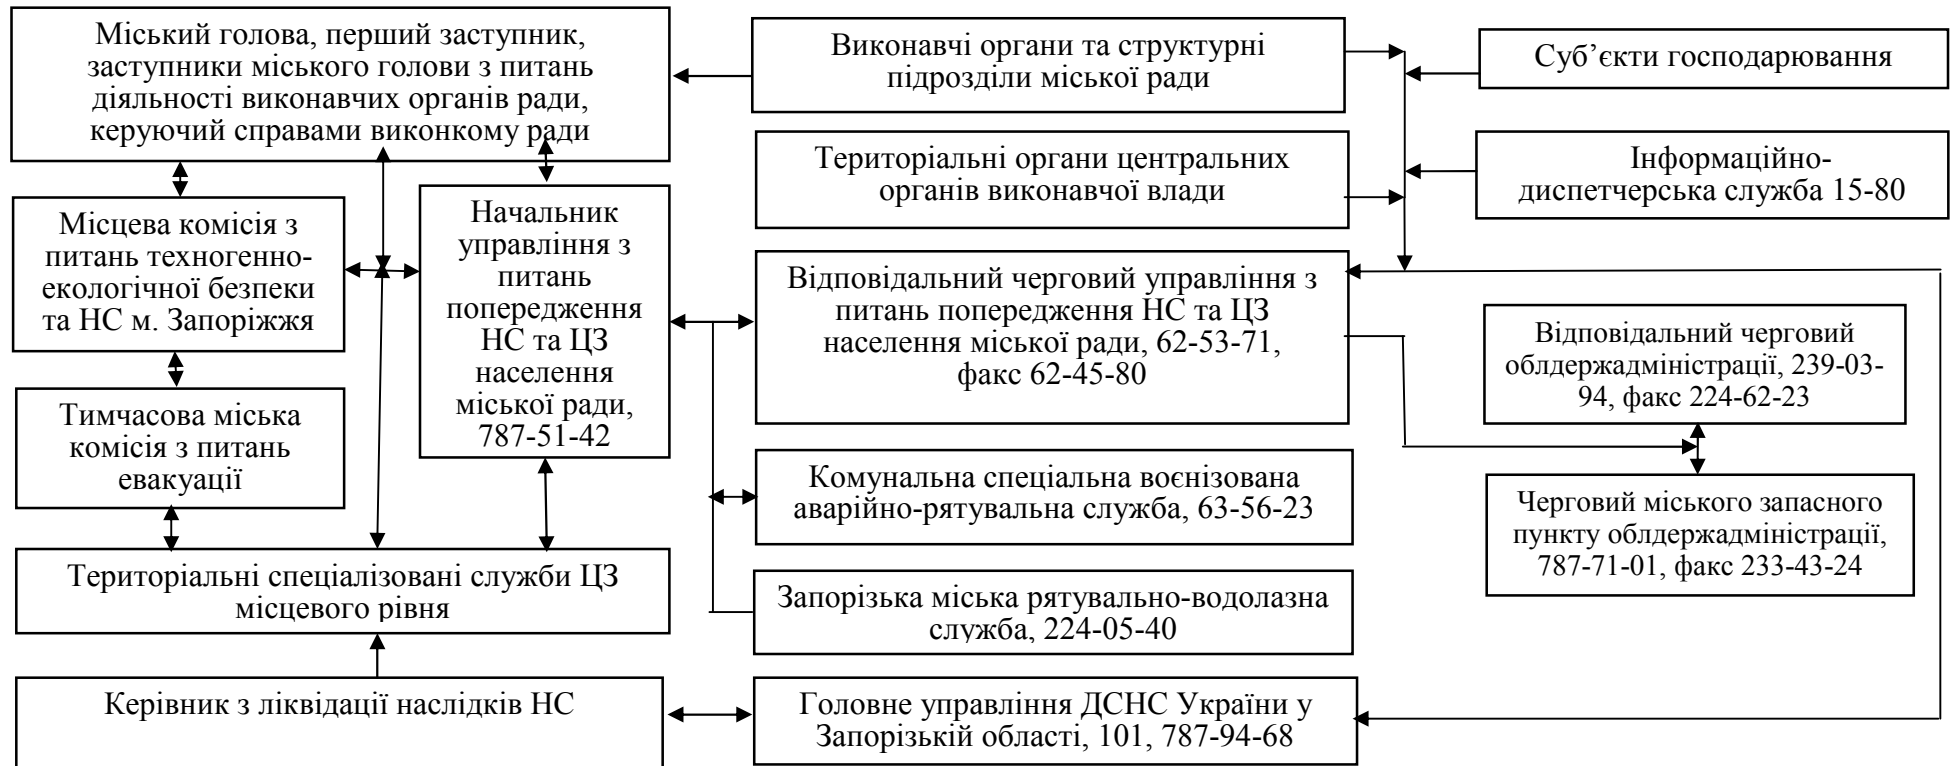 Міський голова, перший заступник,
заступники міського голови з питань
діяльності виконавчих органів ради,
керуючий справами виконкому ради
Виконавчі органи та структурні
підрозділи міської ради
Суб’єкти господарювання
Територіальні органи центральних
органів виконавчої влади
Інформаційно-
диспетчерська служба 15-80
Місцева комісія з
питань техногенно-
екологічної безпеки
та НС м. Запоріжжя
Начальник
управління з
питань
попередження
НС та ЦЗ
населення
міської ради,
787-51-42
Відповідальний черговий управління з
питань попередження НС та ЦЗ
населення міської ради, 62-53-71,
факс 62-45-80
Відповідальний черговий
облдержадміністрації, 239-03-
94, факс 224-62-23
Тимчасова міська
комісія з питань
евакуації
Комунальна спеціальна воєнізована
аварійно-рятувальна служба, 63-56-23
Черговий міського запасного
пункту облдержадміністрації,
787-71-01, факс 233-43-24
Територіальні спеціалізовані служби ЦЗ
місцевого рівня
Запорізька міська рятувально-водолазна
служба, 224-05-40
Керівник з ліквідації наслідків НС
Головне управління ДСНС України у
Запорізькій області, 101, 787-94-68